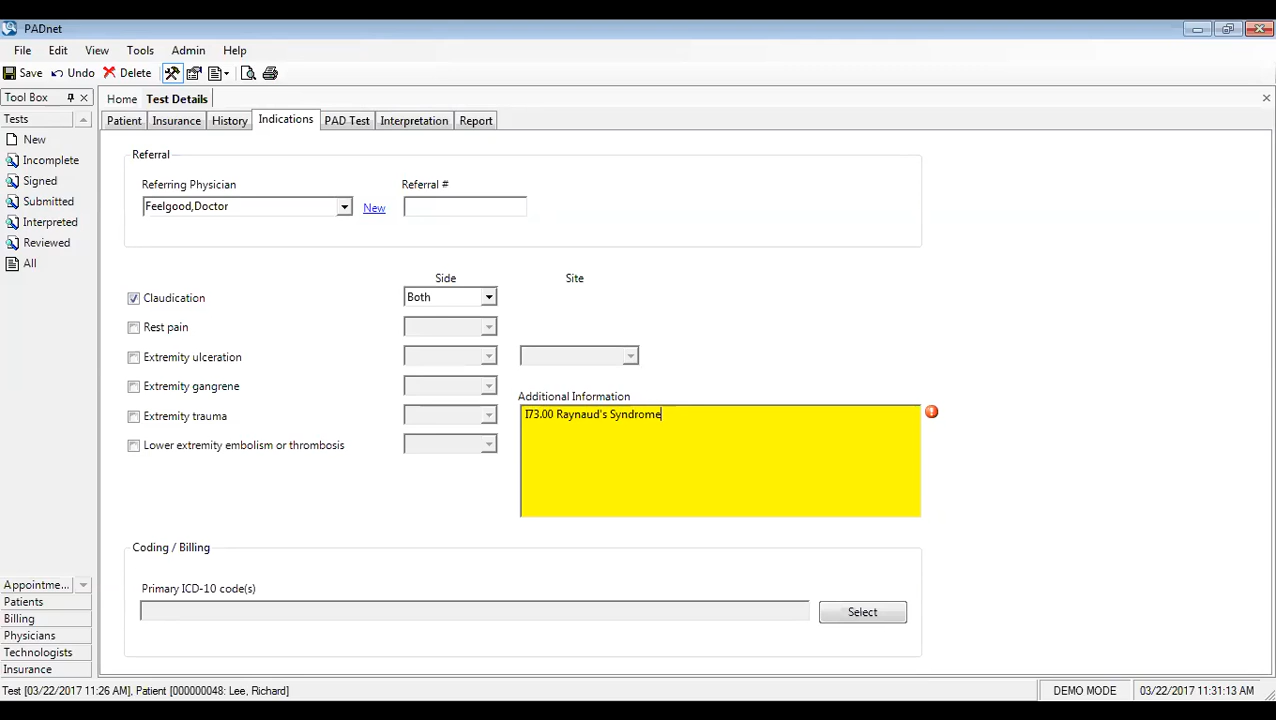 PADnet
File Edit View Tools Admin Help
Save Undo Delete
Tool Box
Home Test Details
Tests
Patient Insurance History Indications PAD Test Interpretation Report
New
Incomplete
Signed
Submitted
Interpreted
Reviewed
All
Referral
Referring Physician Referral #
Feelgood,Doctor New
Side Site
Claudication Both
Rest pain
Extremity ulceration
Extremity gangrene
Additional Information
Extremity trauma
I73.00 Raynaud's Syndrome
Lower extremity embolism or thrombosis
Coding / Billing
Primary ICD-10 code(s)
Select
Appointme...
Patients
Billing
Physicians
Technologists
Insurance
Test [03/22/2017 11:26 AM], Patient [000000048: Lee, Richard] DEMO MODE 03/22/2017 11:31:13 AM